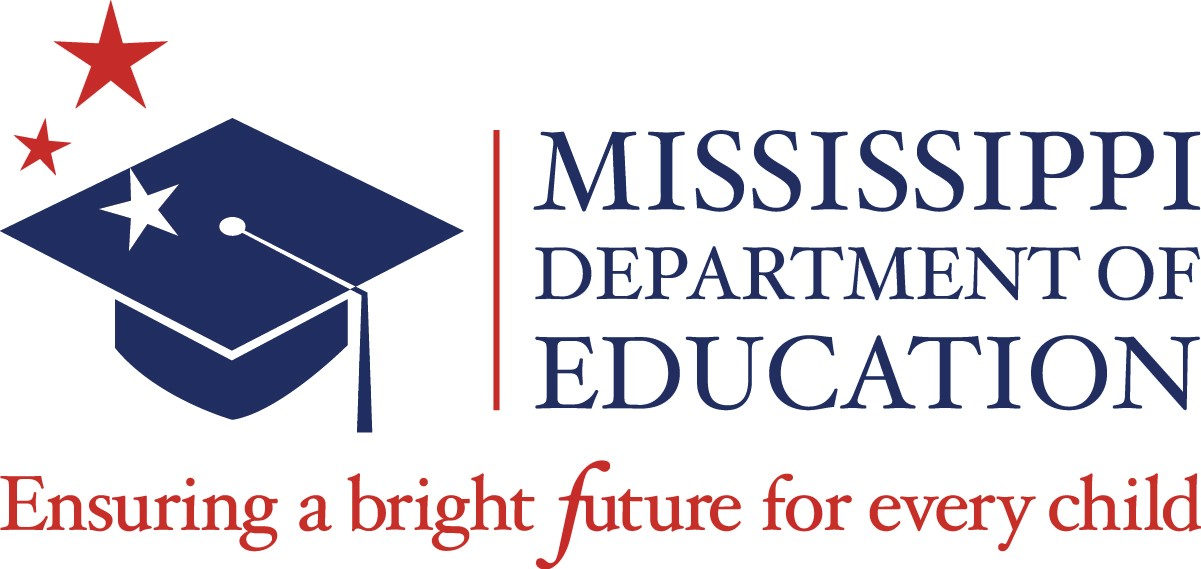 MISSISSIPPI
DEPARTMENT OF
EDUCATION
Ensuring a bright future for every child